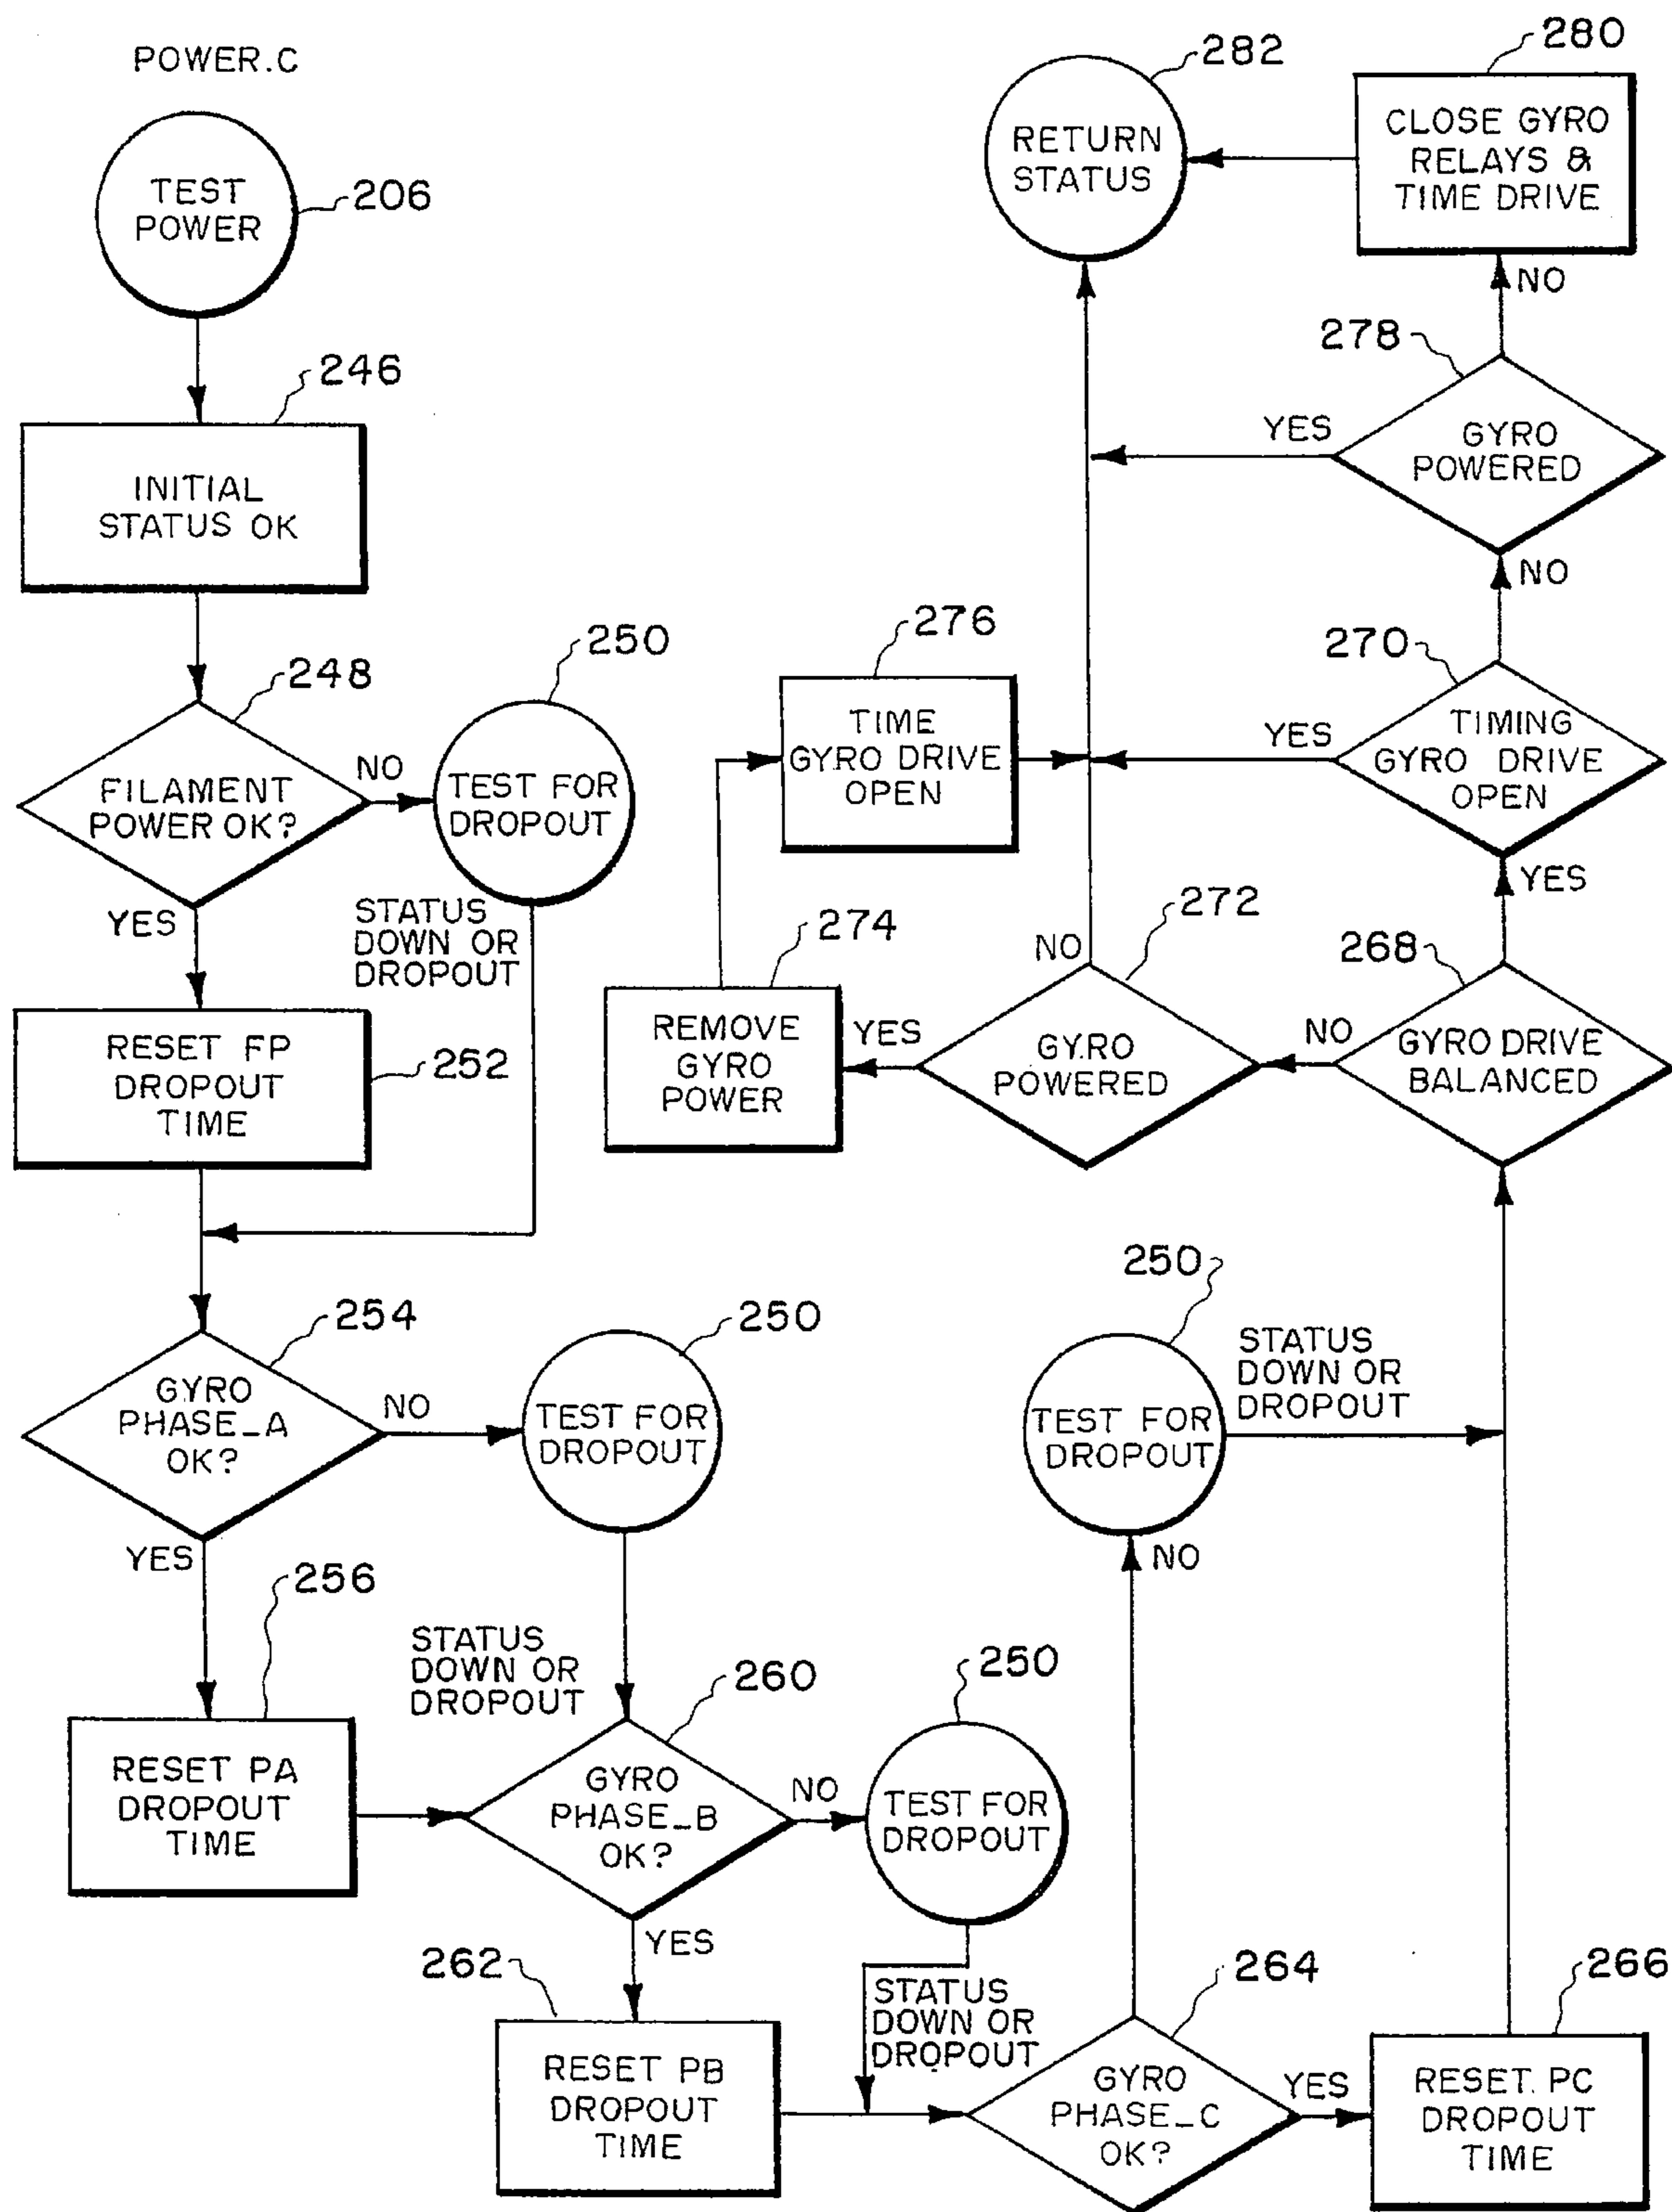 POWER.C
TEST
POWER
206
246
INITIAL
STATUS OK
248
FILAMENT
POWER OK?
NO
250
TEST FOR
DROPOUT
STATUS
DOWN OR
DROPOUT
YES
RESET FP
DROPOUT
TIME
252
254
GYRO
PHASE_A
OK?
NO
250
TEST FOR
DROPOUT
YES
256
RESET PA
DROPOUT
TIME
STATUS
DOWN OR
DROPOUT
260
GYRO
PHASE_B
OK?
NO
250
TEST FOR
DROPOUT
YES
262
RESET PB
DROPOUT
TIME
STATUS
DOWN OR
DROPOUT
264
GYRO
PHASE_C
OK?
YES
266
RESET. PC
DROPOUT
TIME
NO
250
TEST FOR
DROPOUT
STATUS
DOWN OR
DROPOUT
268
GYRO DRIVE
BALANCED
NO
272
GYRO
POWERED
NO
YES
274
REMOVE
GYRO
POWER
276
TIME
GYRO DRIVE
OPEN
YES
270
TIMING
GYRO DRIVE
OPEN
YES
NO
278
GYRO
POWERED
YES
NO
280
CLOSE GYRO
RELAYS &
TIME DRIVE
282
RETURN
STATUS